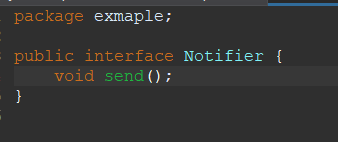 package exmaple;
public interface Notifier {
void send();
}